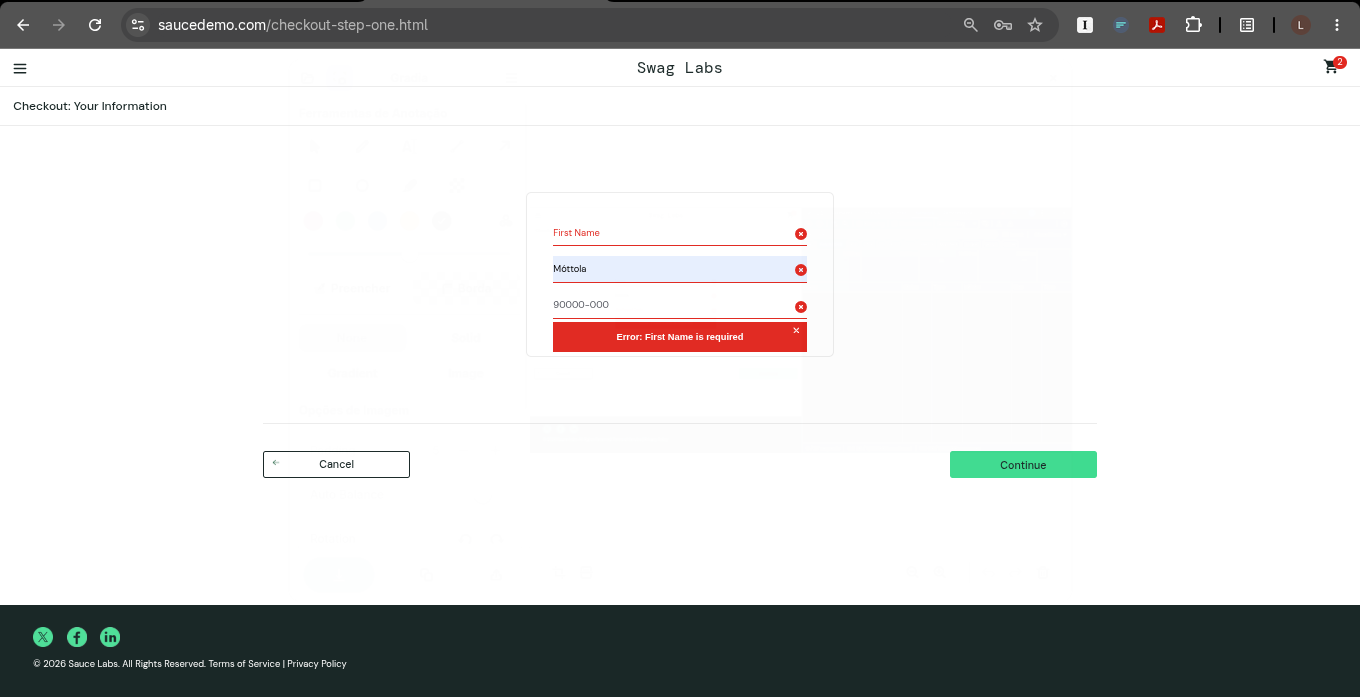 saucedemo.com/checkout-step-one.html
L
Swag Labs
2
Checkout: Your Information
First Name
Móttola
90000-000
Error: First Name is required
Cancel
Continue
© 2026 Sauce Labs. All Rights Reserved. Terms of Service | Privacy Policy